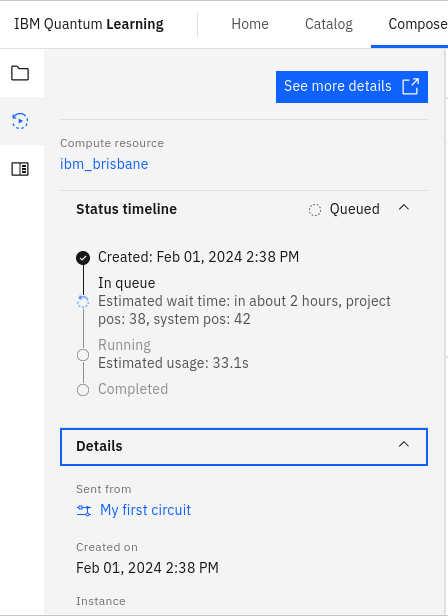 IBM Quantum Learning
Home
Catalog
Compose
See more details
Compute resource
ibm_brisbane
Status timeline
Queued
Created: Feb 01, 2024 2:38 PM
In queue
Estimated wait time: in about 2 hours, project
pos: 38, system pos: 42
Running
Estimated usage: 33.1s
Completed
Details
Sent from
My first circuit
Created on
Feb 01, 2024 2:38 PM
Instance